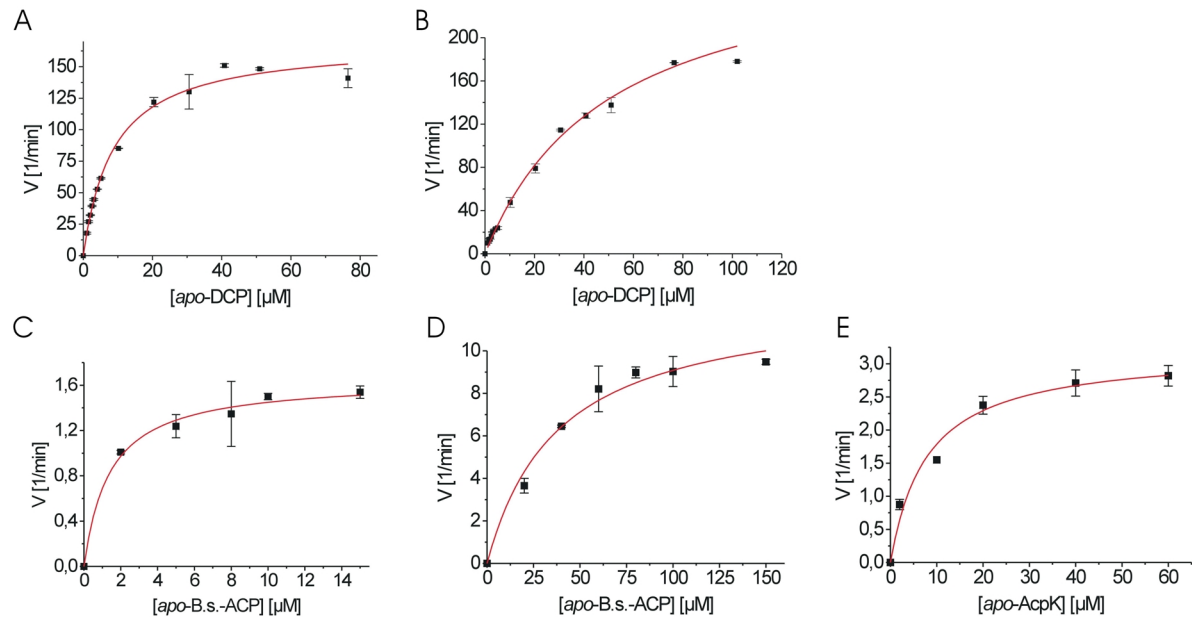 A
150
125
100
75
50
25
0
V [1/min]
0 20 40 60 80
[apo-DCP] [µM]
B
200
160
120
80
40
0
V [1/min]
0 20 40 60 80 100 120
[apo-DCP] [µM]
C
1,6
1,2
0,8
0,4
0,0
V [1/min]
0 2 4 6 8 10 12 14
[apo-B.s.-ACP] [µM]
D
10
8
6
4
2
0
V [1/min]
0 25 50 75 100 125 150
[apo-B.s.-ACP] [µM]
E
3,0
2,5
2,0
1,5
1,0
0,5
0,0
V [1/min]
0 10 20 30 40 50 60
[apo-AcpK] [µM]